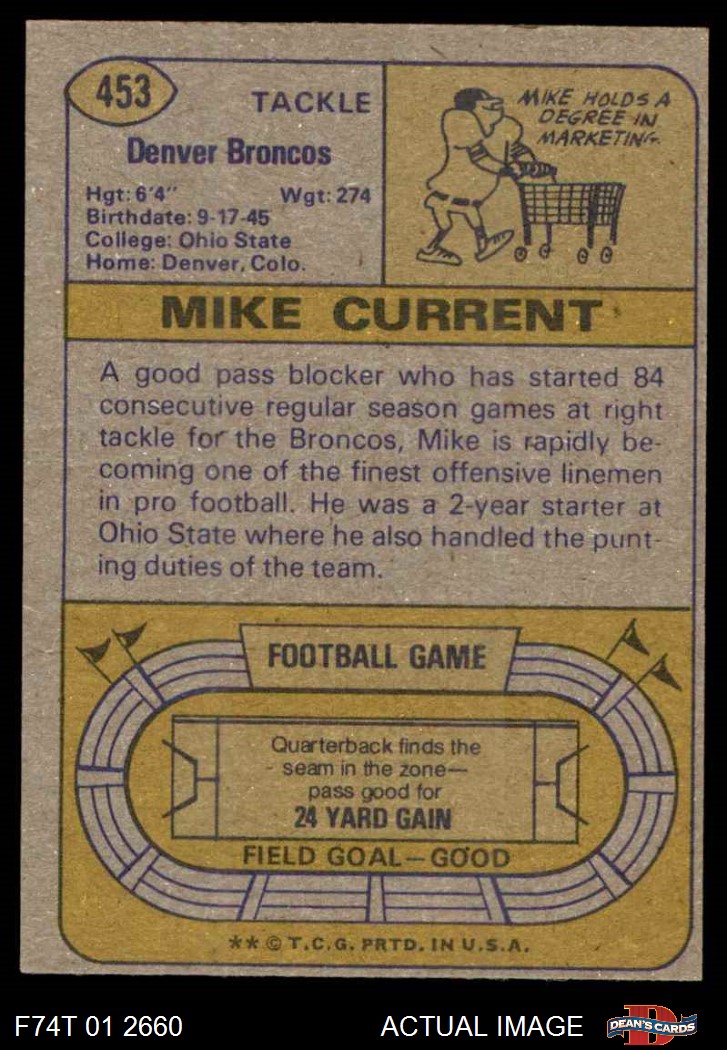 453
TACKLE
Denver Broncos
Hgt: 6'4" Wgt: 274
Birthdate: 9-17-45
College: Ohio State
Home: Denver, Colo.
MIKE HOLDS A
DEGREE IN
MARKETING.
MIKE CURRENT
A good pass blocker who has started 84
consecutive regular season games at right
tackle for the Broncos, Mike is rapidly be-
coming one of the finest offensive linemen
in pro football. He was a 2-year starter at
Ohio State where he also handled the punt-
ing duties of the team.
FOOTBALL GAME
Quarterback finds the
seam in the zone—
pass good for
24 YARD GAIN
FIELD GOAL—GOOD
** © T.C.G. PRTD. IN U.S.A.
F74T 01 2660 ACTUAL IMAGE
D
DEAN'S CARDS